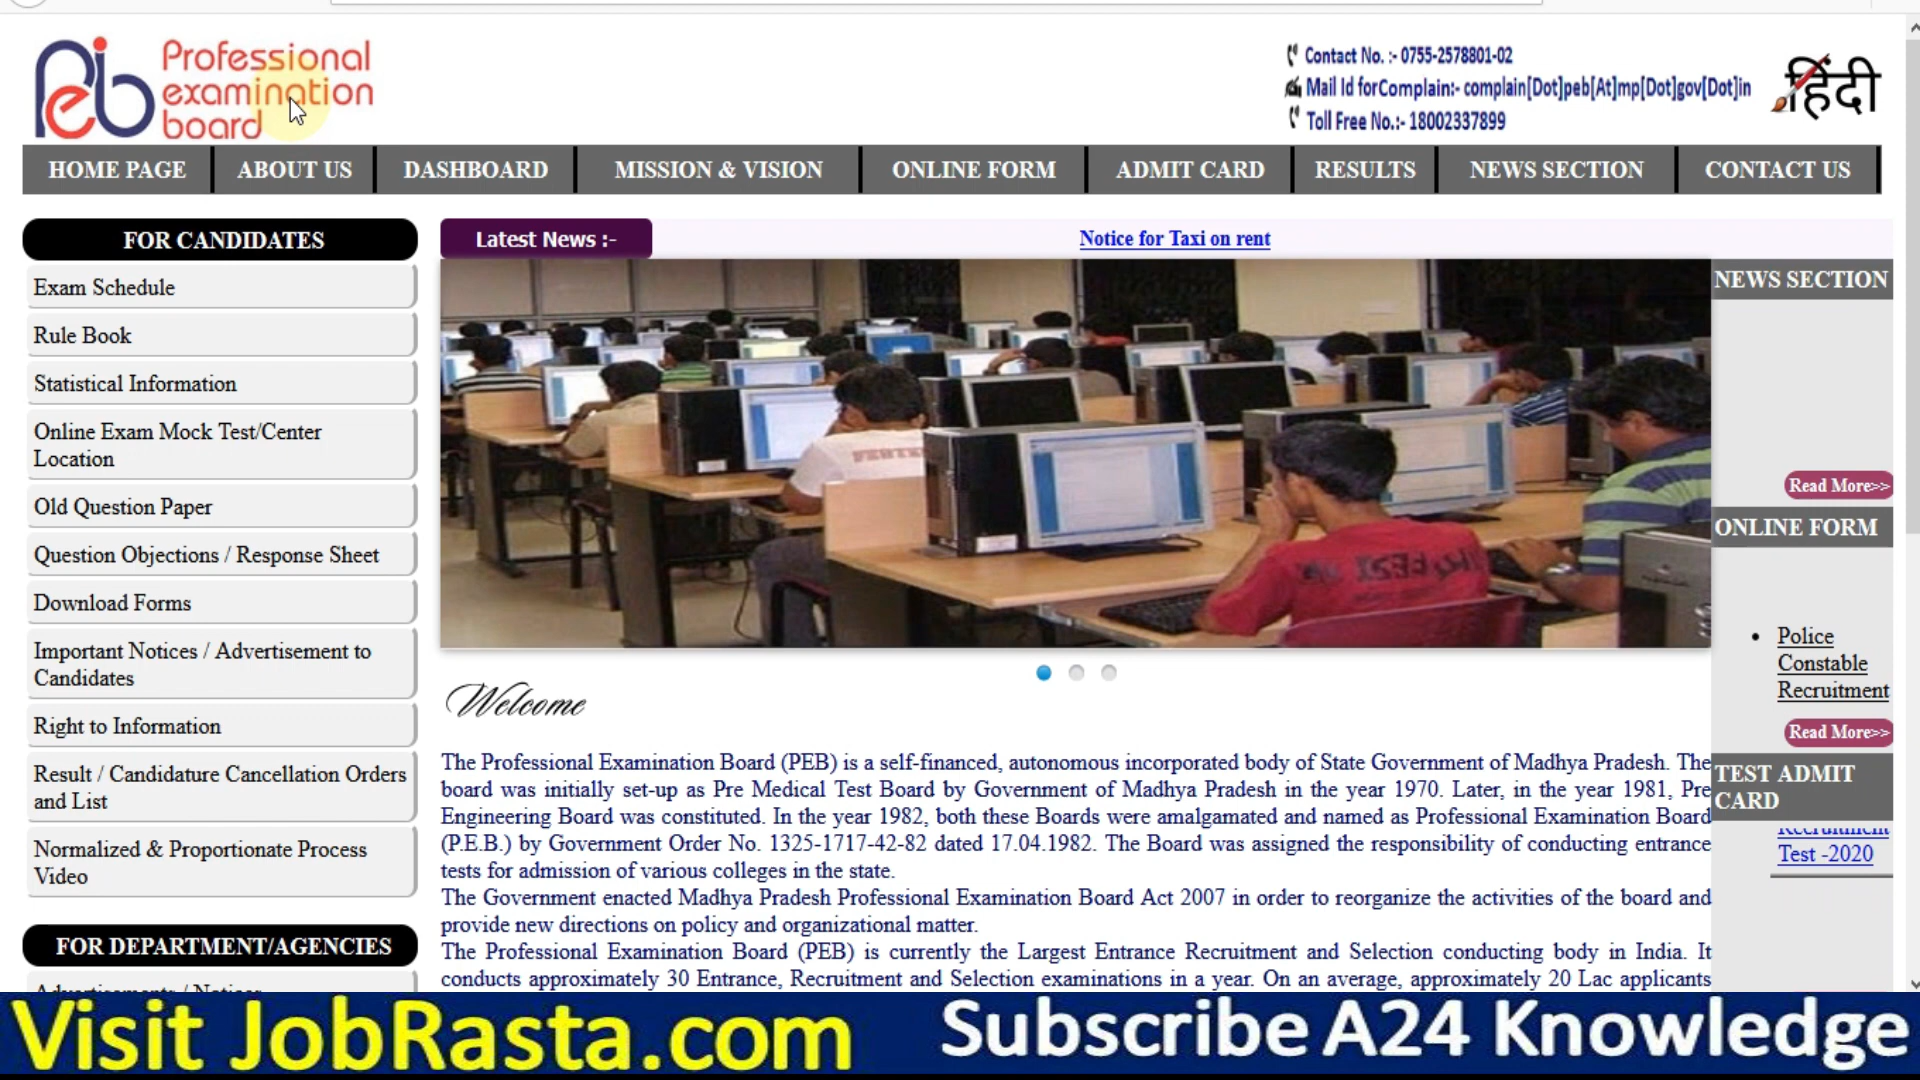 Professional
examination
board
peb
Contact No. :- 0755-2578801-02
Mail Id forComplain:- complain[Dot]peb[At]mp[Dot]gov[Dot]in
Toll Free No.:- 18002337899
हिंदी
HOME PAGE
ABOUT US
DASHBOARD
MISSION & VISION
ONLINE FORM
ADMIT CARD
RESULTS
NEWS SECTION
CONTACT US
FOR CANDIDATES
Exam Schedule
Rule Book
Statistical Information
Online Exam Mock Test/Center
Location
Old Question Paper
Question Objections / Response Sheet
Download Forms
Important Notices / Advertisement to
Candidates
Right to Information
Result / Candidature Cancellation Orders
and List
Normalized & Proportionate Process
Video
FOR DEPARTMENT/AGENCIES
Advertisements / Notices
Latest News :-
Notice for Taxi on rent
Welcome
The Professional Examination Board (PEB) is a self-financed, autonomous incorporated body of State Government of Madhya Pradesh. The
board was initially set-up as Pre Medical Test Board by Government of Madhya Pradesh in the year 1970. Later, in the year 1981, Pre
Engineering Board was constituted. In the year 1982, both these Boards were amalgamated and named as Professional Examination Board
(P.E.B.) by Government Order No. 1325-1717-42-82 dated 17.04.1982. The Board was assigned the responsibility of conducting entrance
tests for admission of various colleges in the state.
The Government enacted Madhya Pradesh Professional Examination Board Act 2007 in order to reorganize the activities of the board and
provide new directions on policy and organizational matter.
The Professional Examination Board (PEB) is currently the Largest Entrance Recruitment and Selection conducting body in India. It
conducts approximately 30 Entrance, Recruitment and Selection examinations in a year. On an average, approximately 20 Lac applicants
NEWS SECTION
Read More>>
ONLINE FORM
Police
Constable
Recruitment
Read More>>
TEST ADMIT
CARD
Recruitment
Test -2020
Visit JobRasta.com
Subscribe A24 Knowledge